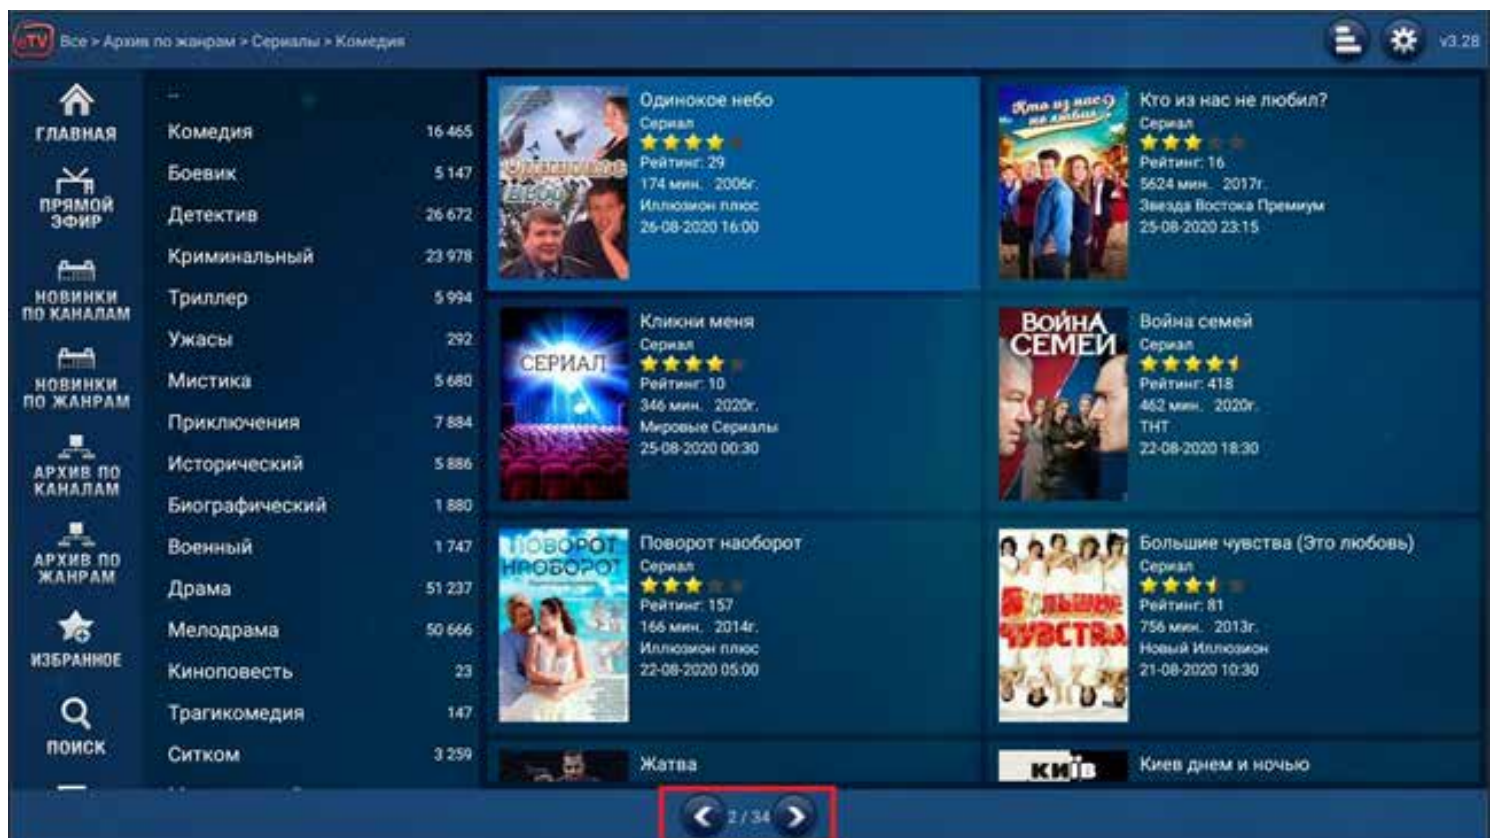 eTV
Все > Архив по жанрам > Сериалы > Комедия
v3.28
ГЛАВНАЯ
ПРЯМОЙ
ЭФИР
НОВИНКИ
ПО КАНАЛАМ
НОВИНКИ
ПО ЖАНРАМ
АРХИВ ПО
КАНАЛАМ
АРХИВ ПО
ЖАНРАМ
ИЗБРАННОЕ
ПОИСК
..
Комедия 16 465
Боевик 5 147
Детектив 26 672
Криминальный 23 978
Триллер 5 994
Ужасы 292
Мистика 5 680
Приключения 7 884
Исторический 5 886
Биографический 1 880
Военный 1 747
Драма 51 237
Мелодрама 50 666
Киноповесть 23
Трагикомедия 147
Ситком 3 259
ОДИНОКОЕ
НЕБО
Одинокое небо
Сериал
Рейтинг: 29
174 мин. 2006г.
Иллюзион плюс
26-08-2020 16:00
Кто из нас
не любил?
Кто из нас не любил?
Сериал
Рейтинг: 16
5624 мин. 2017г.
Звезда Востока Премиум
25-08-2020 23:15
СЕРИАЛ
Кликни меня
Сериал
Рейтинг: 10
346 мин. 2020г.
Мировые Сериалы
25-08-2020 00:30
ВОЙНА
СЕМЕЙ
Война семей
Сериал
Рейтинг: 418
462 мин. 2020г.
ТНТ
22-08-2020 18:30
ПОВОРОТ
НАОБОРОТ
Поворот наоборот
Сериал
Рейтинг: 157
166 мин. 2014г.
Иллюзион плюс
22-08-2020 05:00
БОЛЬШИЕ
ЧУВСТВА
Большие чувства (Это любовь)
Сериал
Рейтинг: 81
756 мин. 2013г.
Новый Иллюзион
21-08-2020 10:30
Жатва
КИЇВ
Киев днем и ночью
2 / 34